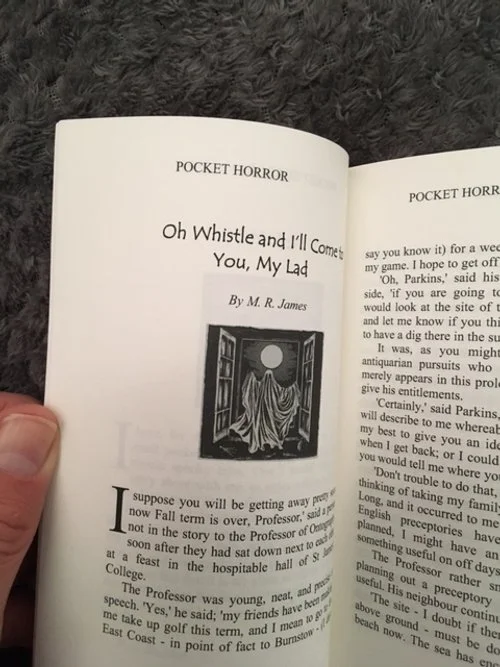 POCKET HORROR
Oh Whistle and I'll Come to
You, My Lad
By M. R. James
I suppose you will be getting away pretty
now Fall term is over, Professor,' said a
not in the story to the Professor of
soon after they had sat down next to each
at a feast in the hospitable hall of St
College.
The Professor was young, neat, and
speech. 'Yes,' he said; 'my friends have been
me take up golf this term, and I mean to
East Coast - in point of fact to Burnstow -
POCKET HORR
say you know it) for a wee
my game. I hope to get off
'Oh, Parkins,' said his
side, 'if you are going to
would look at the site of t
and let me know if you thi
to have a dig there in the su
It was, as you might
antiquarian pursuits who
merely appears in this prol
give his entitlements.
'Certainly,' said Parkins,
will describe to me whereab
my best to give you an ide
when I get back; or I could
you would tell me where yo
'Don't trouble to do that,
thinking of taking my family
Long, and it occurred to me
English preceptories have
planned, I might have an
something useful on off days
The Professor rather sn
planning out a preceptory
useful. His neighbour continu
'The site - I doubt if the
above ground - must be do
beach now. The sea has enc